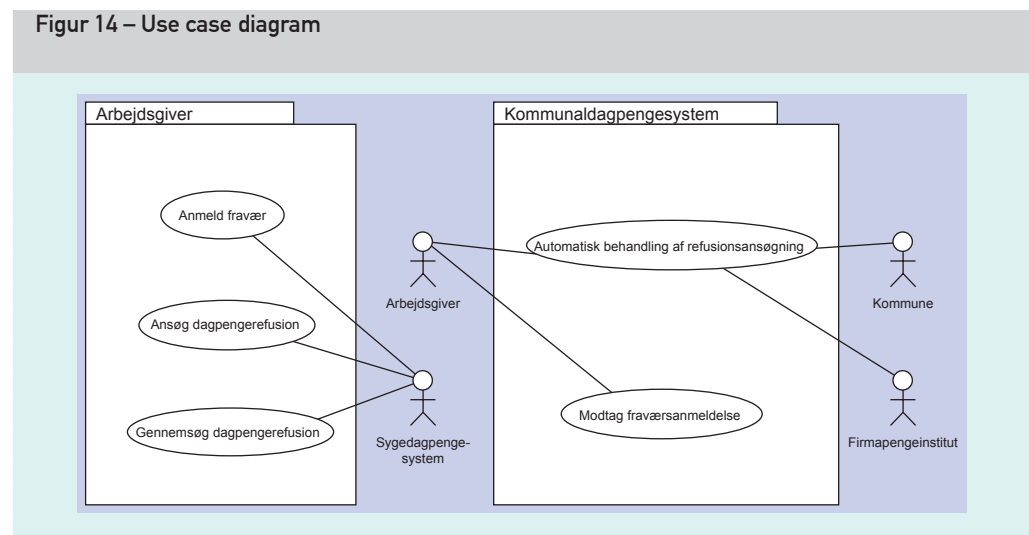 Figur 14 – Use case diagram
Arbejdsgiver
Kommunaldagpengesystem
Anmeld fravær
Automatisk behandling af refusionsansøgning
Arbejdsgiver
Kommune
Ansøg dagpengerefusion
Modtag fraværsanmeldelse
Gennemsøg dagpengerefusion
Sygedagpenge-
system
Firmapengeinstitut